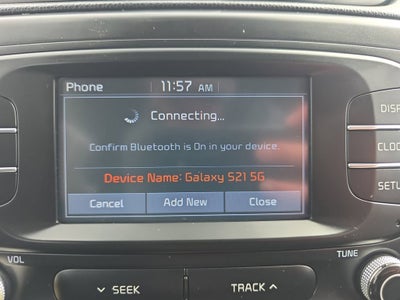 Phone 11:57 AM
Connecting...
Confirm Bluetooth is On in your device.
Device Name: Galaxy S21 5G
Cancel Add New Close
DISP
CLOC
SETU
VOL TUNE
SEEK TRACK